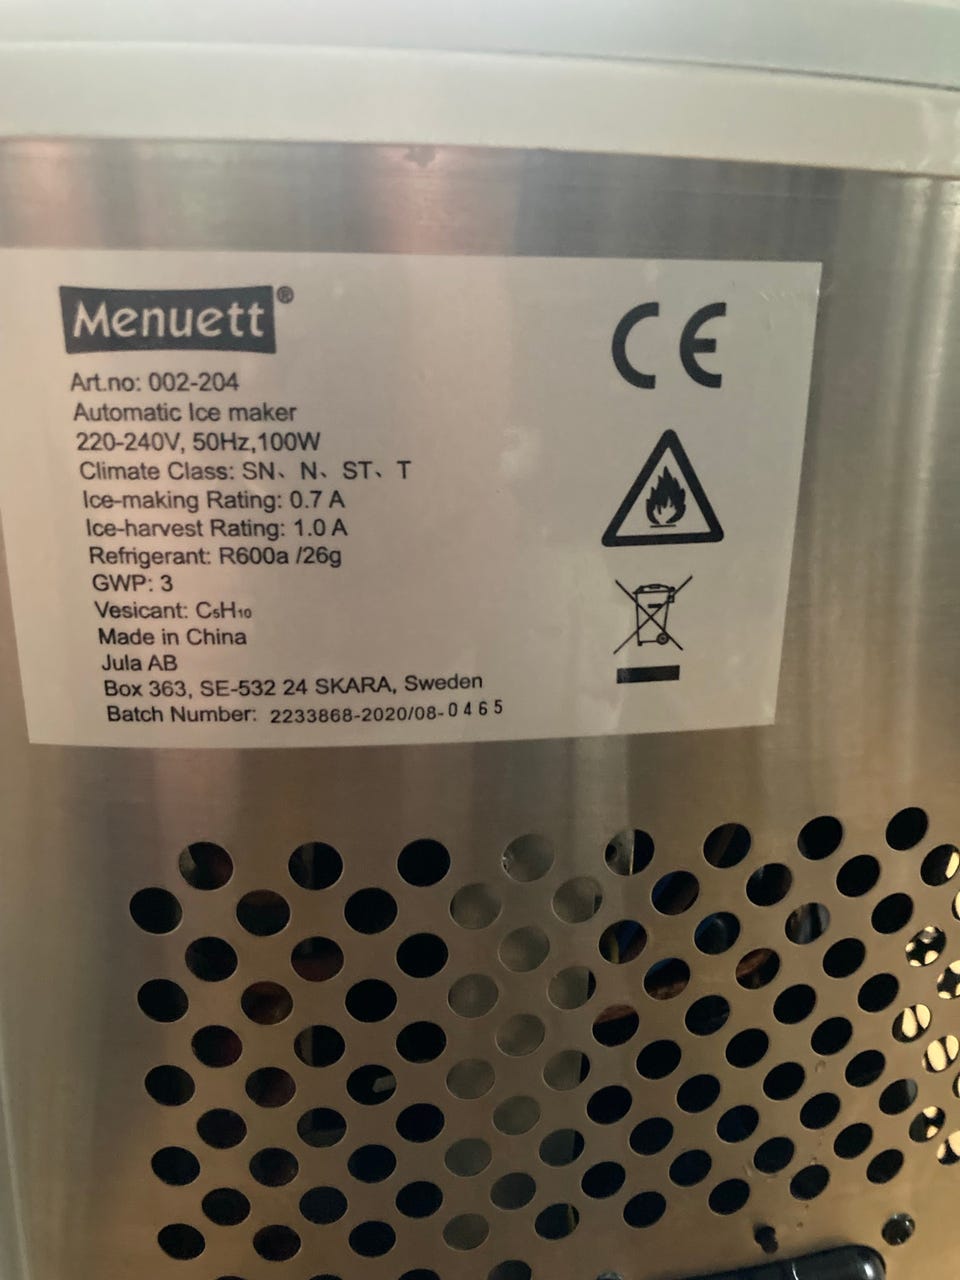 Menuett®
CE
Art.no: 002-204
Automatic Ice maker
220-240V, 50Hz,100W
Climate Class: SN、N、ST、T
Ice-making Rating: 0.7 A
Ice-harvest Rating: 1.0 A
Refrigerant: R600a /26g
GWP: 3
Vesicant: C₅H₁₀
Made in China
Jula AB
Box 363, SE-532 24 SKARA, Sweden
Batch Number: 2233868-2020/08-0465